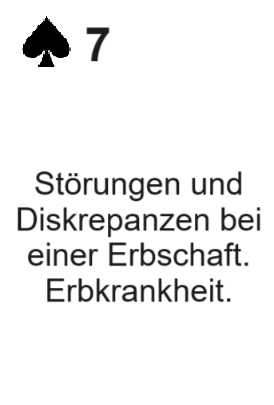 ♠ 7
Störungen und
Diskrepanzen bei
einer Erbschaft.
Erbkrankheit.